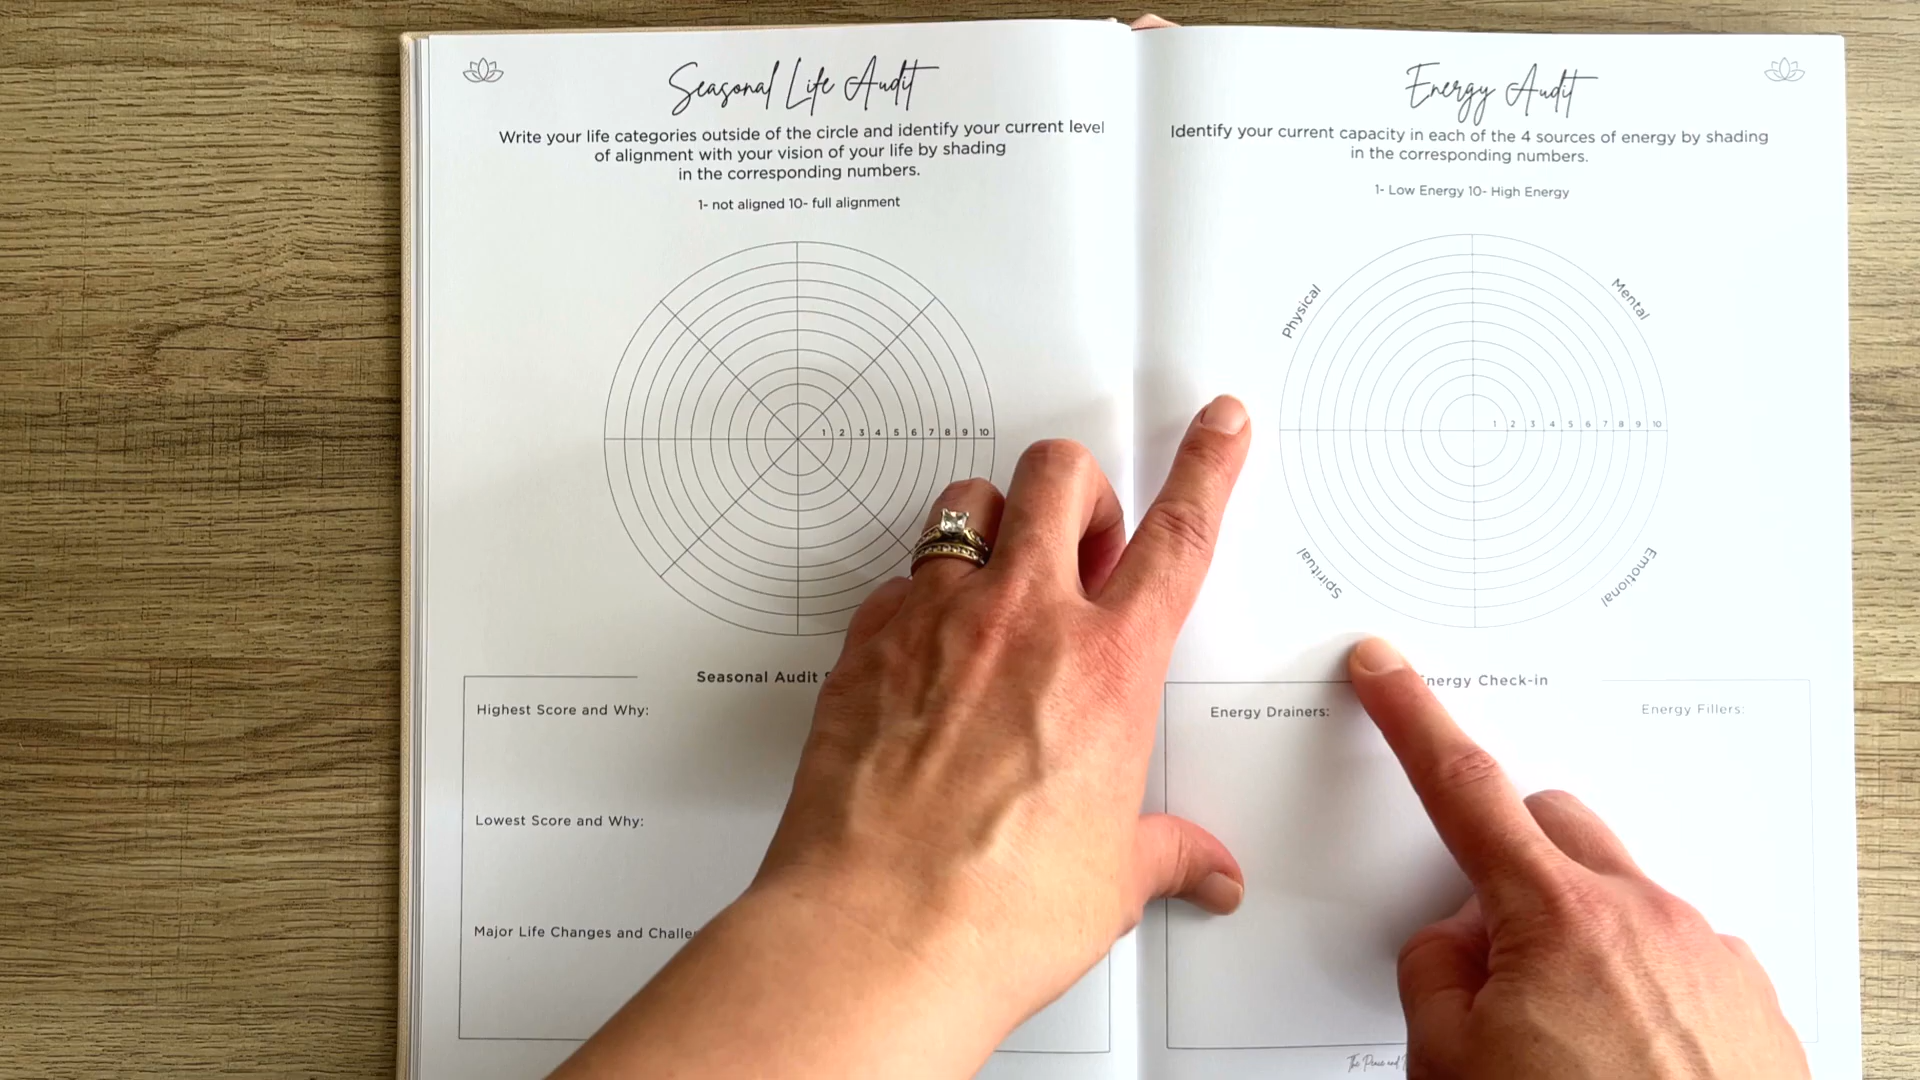 Seasonal Life Audit
Write your life categories outside of the circle and identify your current level
of alignment with your vision of your life by shading
in the corresponding numbers.
1- not aligned 10- full alignment
1 2 3 4 5 6 7 8 9 10
Seasonal Audit
Highest Score and Why:
Lowest Score and Why:
Major Life Changes and
Energy Audit
Identify your current capacity in each of the 4 sources of energy by shading
in the corresponding numbers.
1- Low Energy 10- High Energy
Physical
Mental
1 2 3 4 5 6 7 8 9 10
Spiritual
Emotional
Check-in
Energy Drainers:
Energy Fillers:
The Peace and